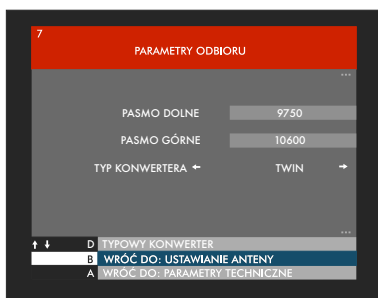 7
PARAMETRY ODBIORU
PASMO DOLNE 9750
PASMO GÓRNE 10600
TYP KONWERTERA TWIN
D TYPOWY KONWERTER
B WRÓĆ DO: USTAWIANIE ANTENY
A WRÓĆ DO: PARAMETRY TECHNICZNE